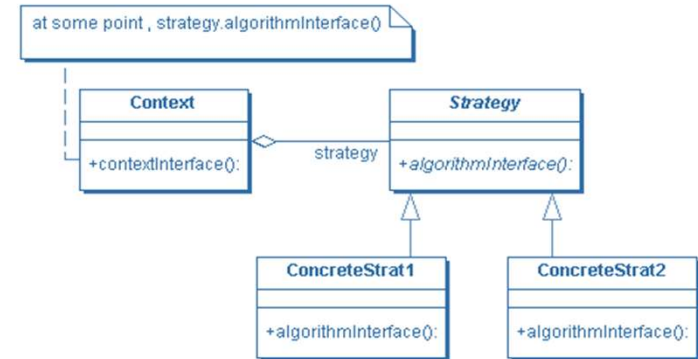 at some point , strategy.algorithmInterface()
Context
Strategy
+contextInterface():
strategy
+algorithmInterface():
ConcreteStrat1
ConcreteStrat2
+algorithmInterface():
+algorithmInterface():